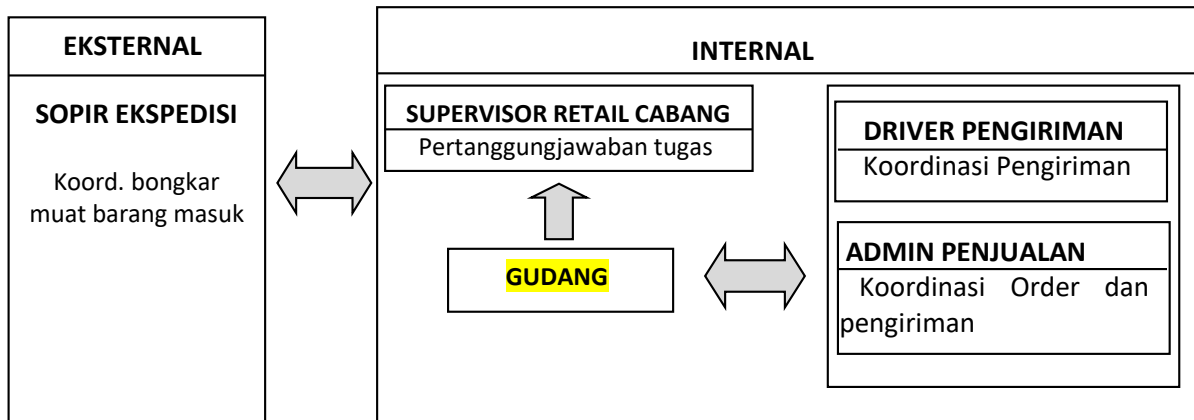 EKSTERNAL
SOPIR EKSPEDISI
Koord. bongkar
muat barang masuk
INTERNAL
SUPERVISOR RETAIL CABANG
Pertanggungjawaban tugas
GUDANG
DRIVER PENGIRIMAN
Koordinasi Pengiriman
ADMIN PENJUALAN
Koordinasi Order dan
pengiriman